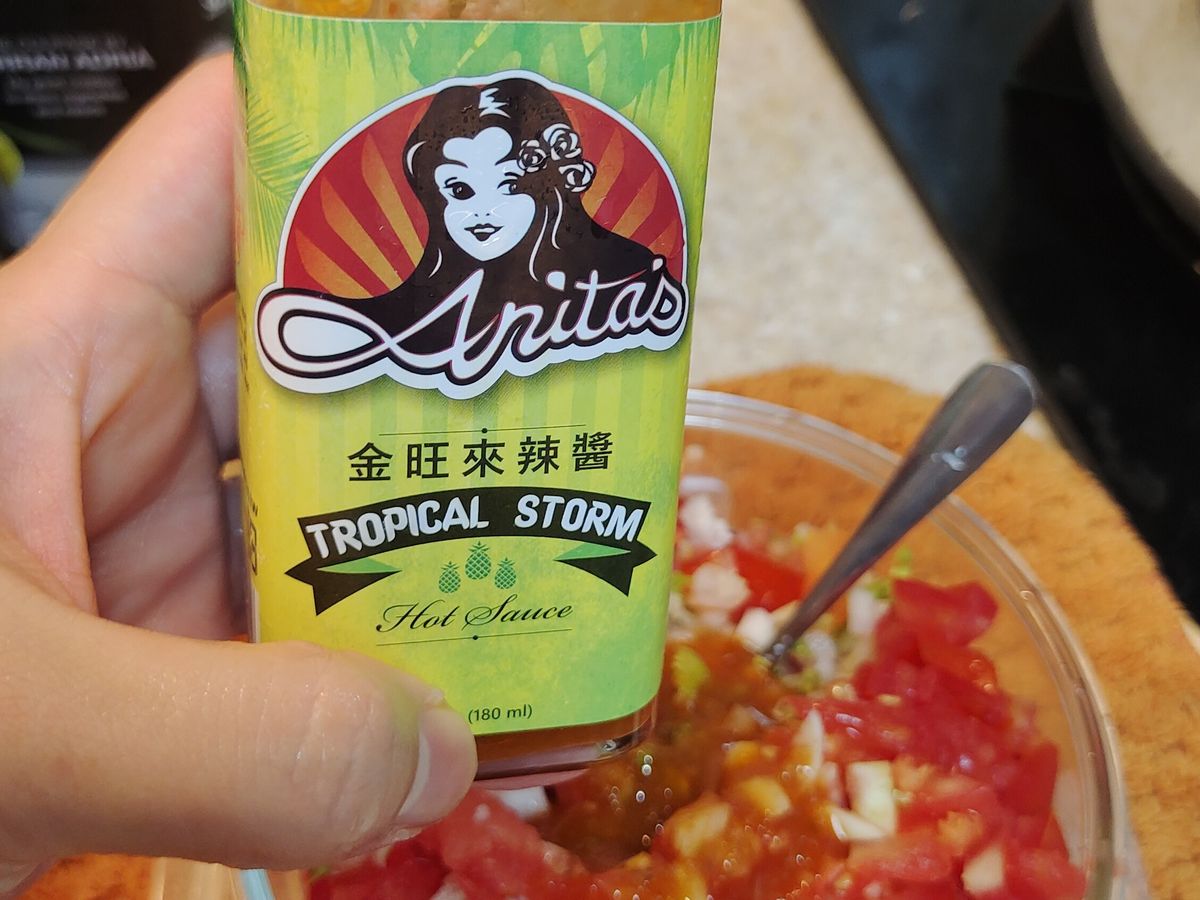 Anita's
金旺來辣醬
TROPICAL STORM
Hot Sauce
(180 ml)